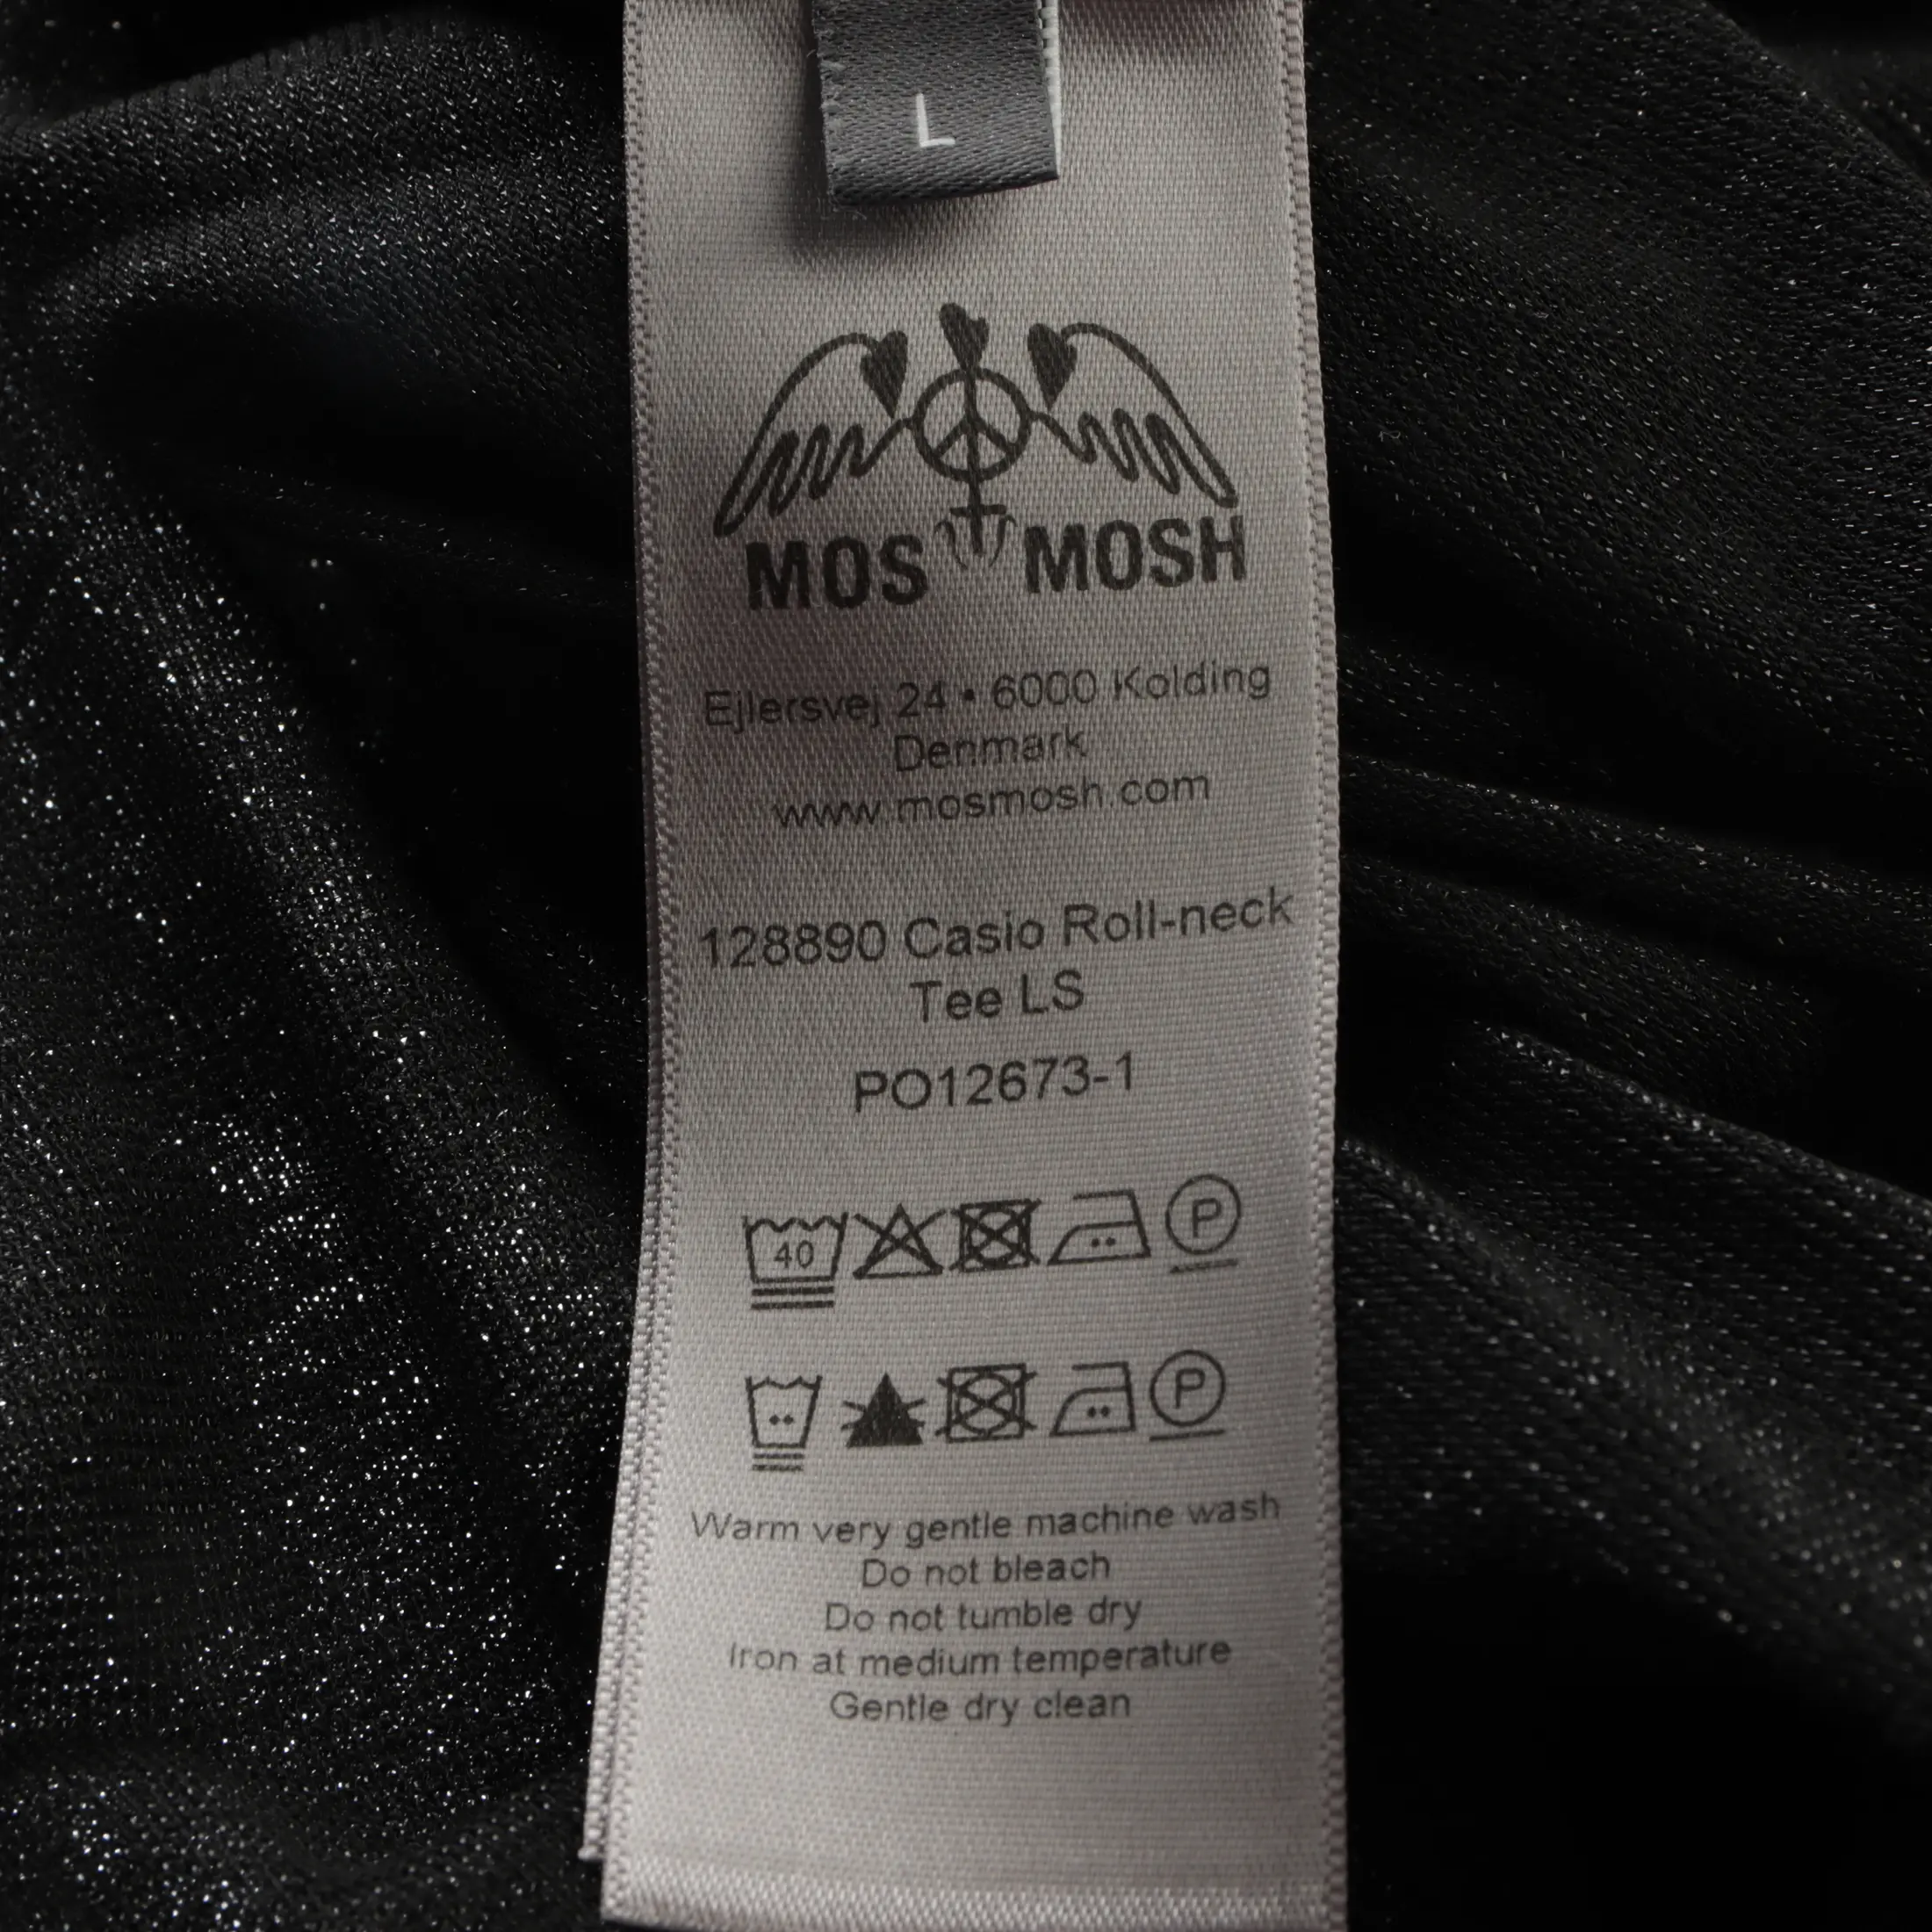 L
MOS MOSH
Ejlersvej 24 • 6000 Kolding
Denmark
www.mosmosh.com
128890 Casio Roll-neck
Tee LS
PO12673-1
40
P
P
Warm very gentle machine wash
Do not bleach
Do not tumble dry
Iron at medium temperature
Gentle dry clean